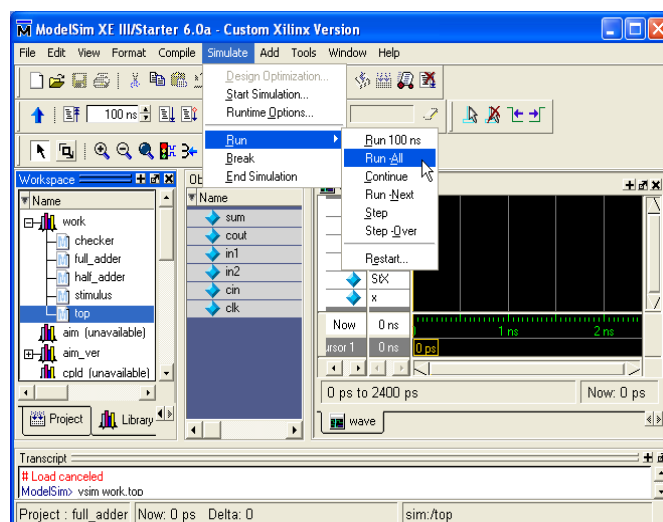 ModelSim XE III/Starter 6.0a - Custom Xilinx Version
File Edit View Format Compile Simulate Add Tools Window Help
Design Optimization...
Start Simulation...
Runtime Options...
100 ns
Run
Break
End Simulation
Run 100 ns
Run -All
Continue
Run -Next
Step
Step -Over
Restart...
Workspace
Name
work
checker
full_adder
half_adder
stimulus
top
aim (unavailable)
aim_ver
cpld (unavailable)
Project
Library
Ob
Name
sum
cout
in1
in2
cin
clk
StX
x
Now 0 ns
1 ns 2 ns
ursor 1 0 ns 0 ps
0 ps to 2400 ps
Now: 0 ps
wave
Transcript
# Load canceled
ModelSim> vsim work.top
Project : full_adder Now: 0 ps Delta: 0 sim:/top